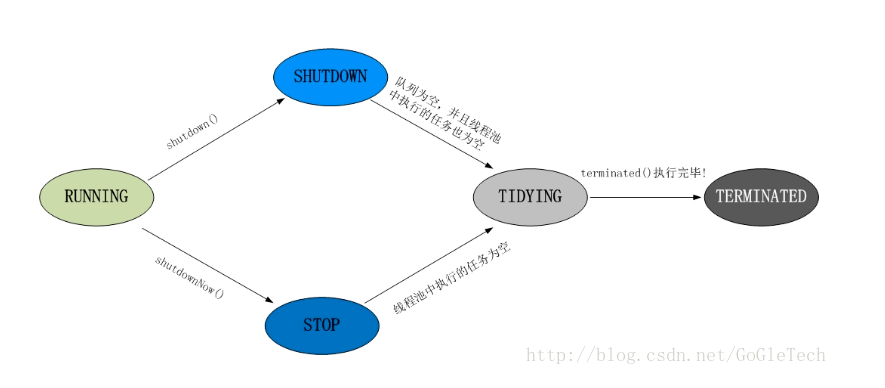 SHUTDOWN
队列为空，并且线程池
中执行的任务也为空
shutdown()
RUNNING
TIDYING
terminated()执行完毕!
TERMINATED
shutdownNow()
线程池中执行的任务为空
STOP
http://blog.csdn.net/GoGleTech